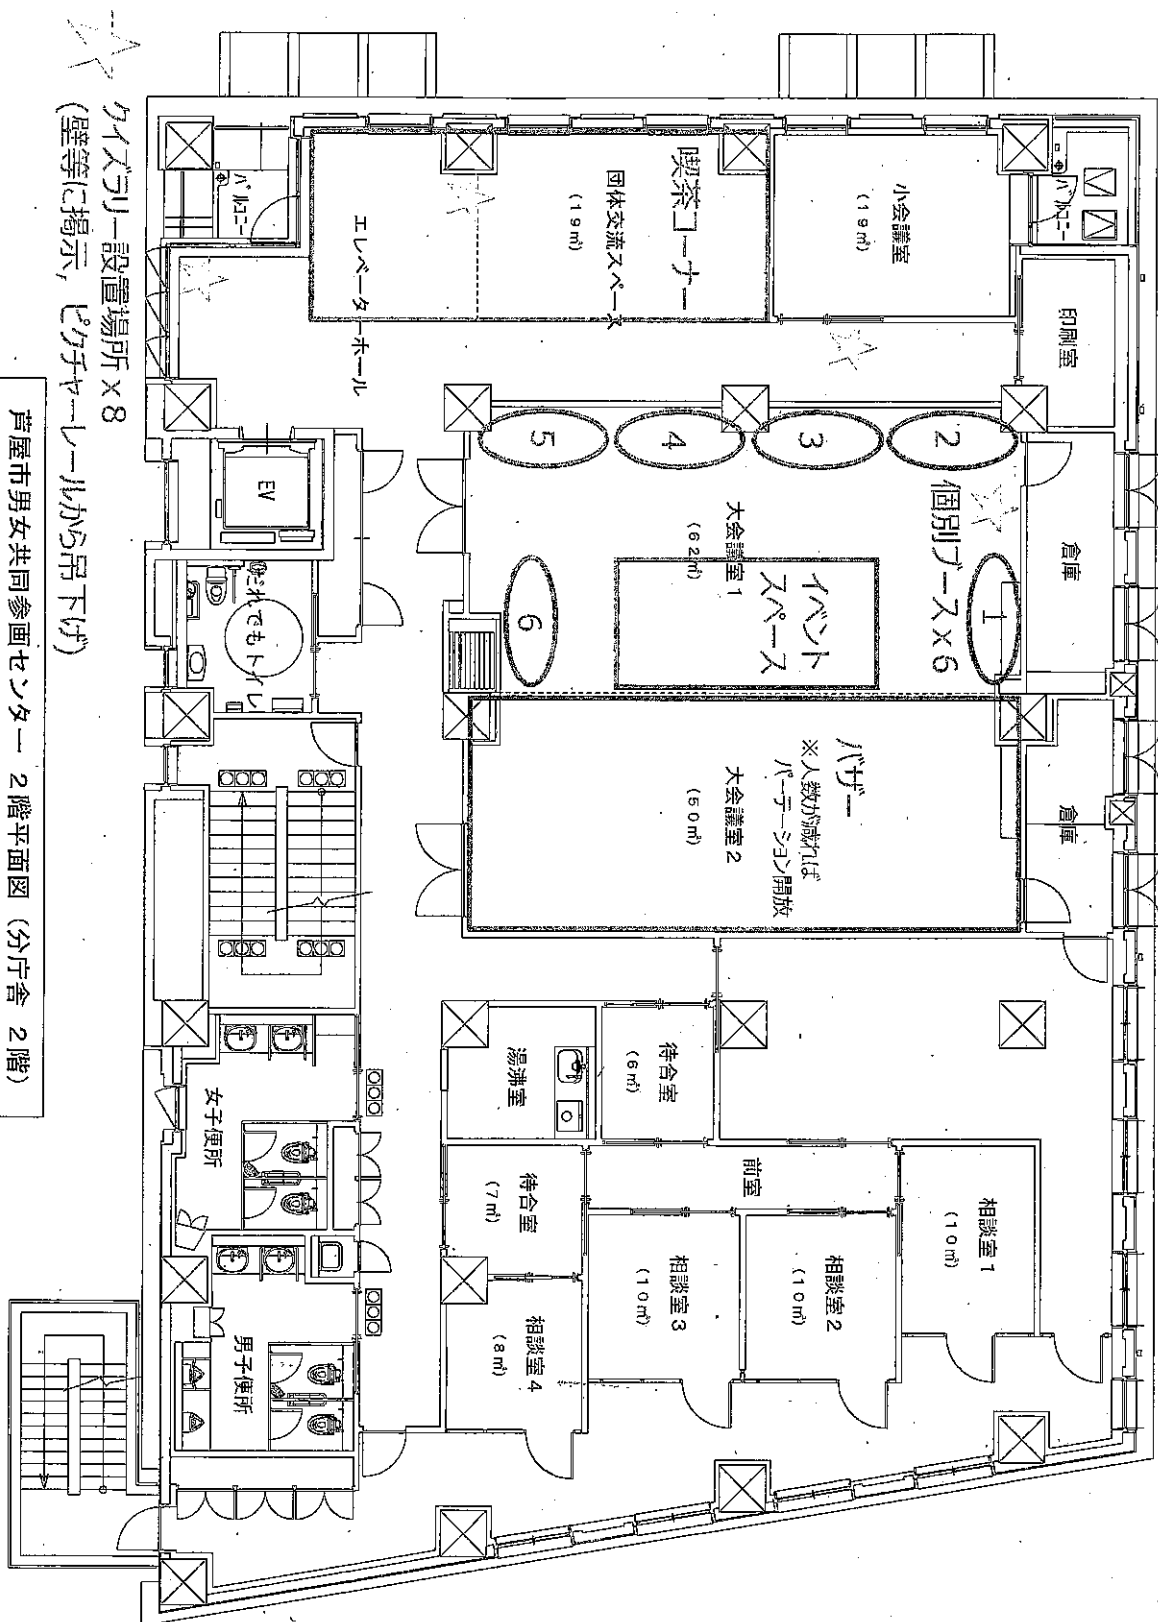 バルコニー
小会議室
(19㎡)
喫茶コーナー
団体交流スペース
(19㎡)
エレベーターホール
バルコニー
印刷室
倉庫
倉庫
個別ブース×6
1
2
3
4
5
6
大会議室1
(62㎡)
イベント
スペース
バザー
※人数が減れば
パーテーション開放
大会議室2
(50㎡)
EV
だれでもトイレ
待合室
(6㎡)
湯沸室
前室
待合室
(7㎡)
相談室1
(10㎡)
相談室2
(10㎡)
相談室3
(10㎡)
相談室4
(8㎡)
女子便所
男子便所
クイズラリー設置場所×8
(壁等に掲示, ピクチャーレールから吊下げ)
芦屋市男女共同参画センター 2階平面図(分庁舎 2階)